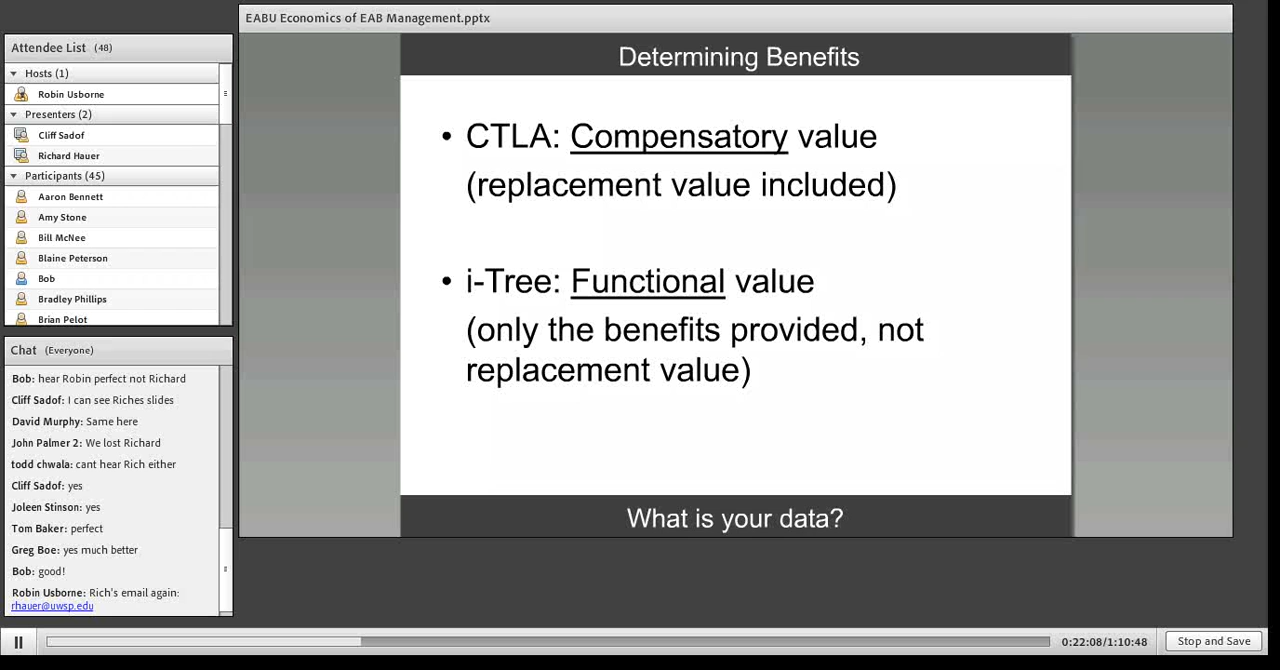 EABU Economics of EAB Management.pptx
Attendee List (48)
Hosts (1)
Robin Usborne
Presenters (2)
Cliff Sadof
Richard Hauer
Participants (45)
Aaron Bennett
Amy Stone
Bill McNee
Blaine Peterson
Bob
Bradley Phillips
Brian Pelot
Chat (Everyone)
Bob: hear Robin perfect not Richard
Cliff Sadof: I can see Riches slides
David Murphy: Same here
John Palmer 2: We lost Richard
todd chwala: cant hear Rich either
Cliff Sadof: yes
Joleen Stinson: yes
Tom Baker: perfect
Greg Boe: yes much better
Bob: good!
Robin Usborne: Rich's email again:
rhauer@uwsp.edu
Determining Benefits
• CTLA: Compensatory value
(replacement value included)
• i-Tree: Functional value
(only the benefits provided, not
replacement value)
What is your data?
0:22:08/1:10:48
Stop and Save